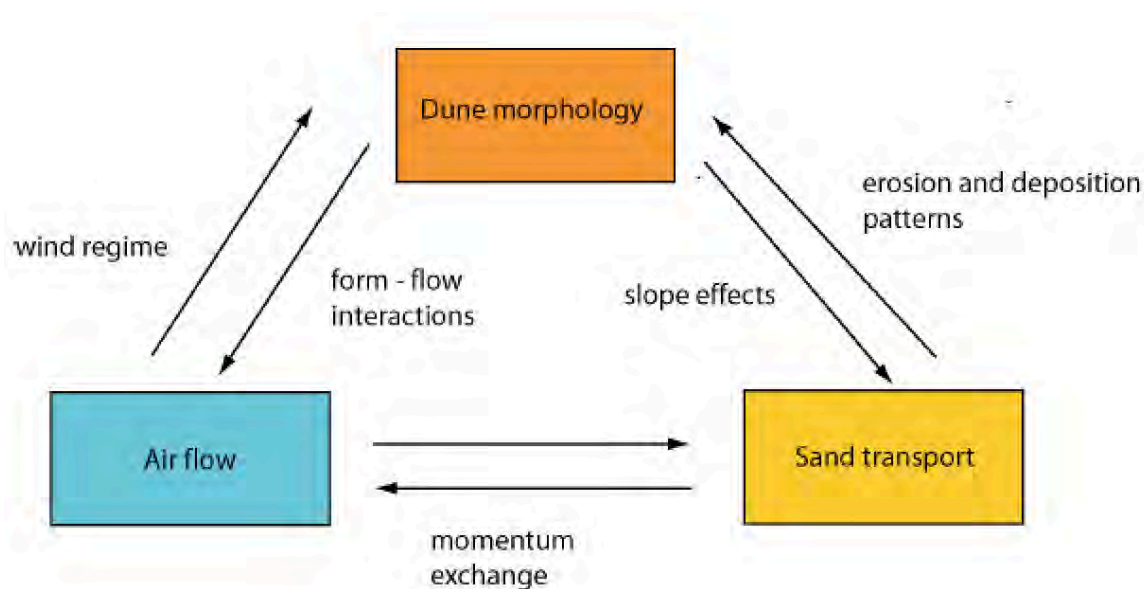 Dune morphology
erosion and deposition
patterns
wind regime
form - flow
interactions
slope effects
Air flow
Sand transport
momentum
exchange